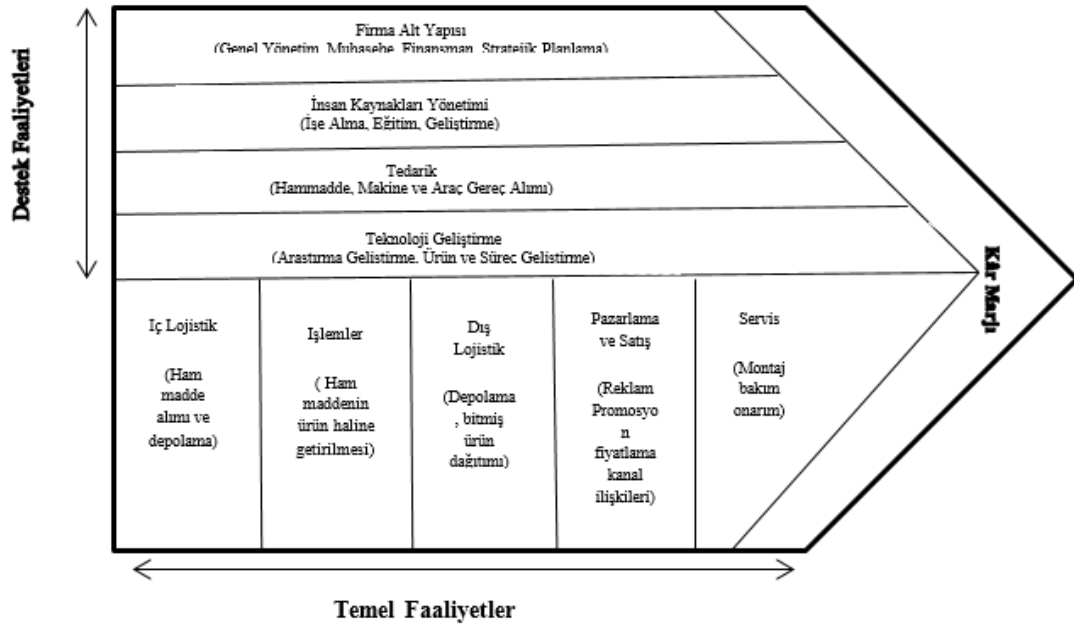 Firma Alt Yapısı
(Genel Yönetim, Muhasebe, Finansman, Stratejik Planlama)
İnsan Kaynakları Yönetimi
(İşe Alma, Eğitim, Geliştirme)
Tedarik
(Hammadde, Makine ve Araç Gereç Alımı)
Teknoloji Geliştirme
(Araştırma Geliştirme, Ürün ve Süreç Geliştirme)
Destek Faaliyetleri
Iç Lojistik
(Ham
madde
alımı ve
depolama)
Işlemler
( Ham
maddenin
ürün haline
getirilmesi)
Dış
Lojistik
(Depolama
, bitmiş
ürün
dağıtımı)
Pazarlama
ve Satış
(Reklam
Promosyo
n
fiyatlama
kanal
ilişkileri)
Servis
(Montaj
bakım
onarım)
Kâr Marjı
Temel Faaliyetler